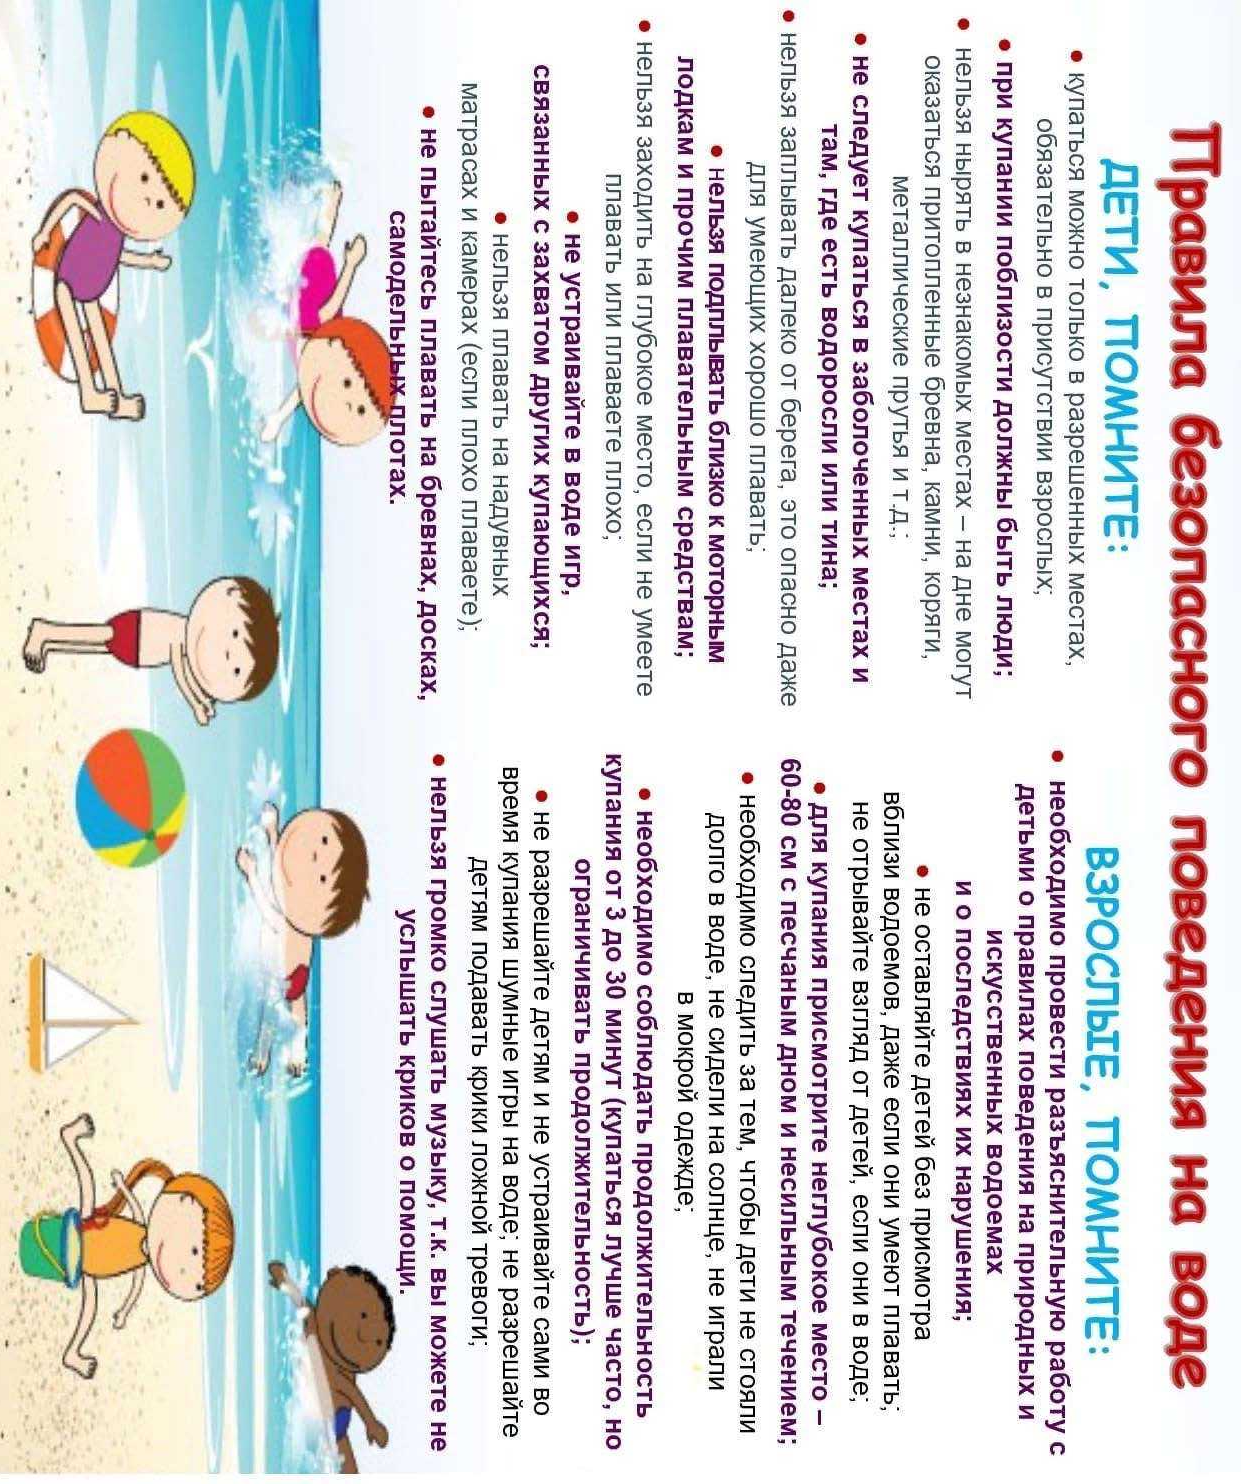 Правила безопасного поведения на воде
ДЕТИ, ПОМНИТЕ:
• купаться можно только в разрешенных местах,
обязательно в присутствии взрослых;
• при купании поблизости должны быть люди;
• нельзя нырять в незнакомых местах – на дне могут
оказаться притопленные бревна, камни, коряги,
металлические прутья и т.д.;
• не следует купаться в заболоченных местах и
там, где есть водоросли или тина;
• нельзя заплывать далеко от берега, это опасно даже
для умеющих хорошо плавать;
• нельзя подплывать близко к моторным
лодкам и прочим плавательным средствам;
• нельзя заходить на глубокое место, если не умеете
плавать или плаваете плохо;
• не устраивайте в воде игр,
связанных с захватом других купающихся;
• нельзя плавать на надувных
матрасах и камерах (если плохо плаваете);
• не пытайтесь плавать на бревнах, досках,
самодельных плотах.
ВЗРОСЛЫЕ, ПОМНИТЕ:
• необходимо провести разъяснительную работу с
детьми о правилах поведения на природных и
искусственных водоемах
и о последствиях их нарушения;
• не оставляйте детей без присмотра
вблизи водоемов, даже если они умеют плавать;
не отрывайте взгляд от детей, если они в воде;
• для купания присмотрите неглубокое место –
60-80 см с песчаным дном и несильным течением;
• необходимо следить за тем, чтобы дети не стояли
долго в воде, не сидели на солнце, не играли
в мокрой одежде;
• необходимо соблюдать продолжительность
купания от 3 до 30 минут (купаться лучше часто, но
ограничивать продолжительность);
• не разрешайте детям и не устраивайте сами во
время купания шумные игры на воде; не разрешайте
детям подавать крики ложной тревоги;
• нельзя громко слушать музыку, т.к. вы можете не
услышать криков о помощи.